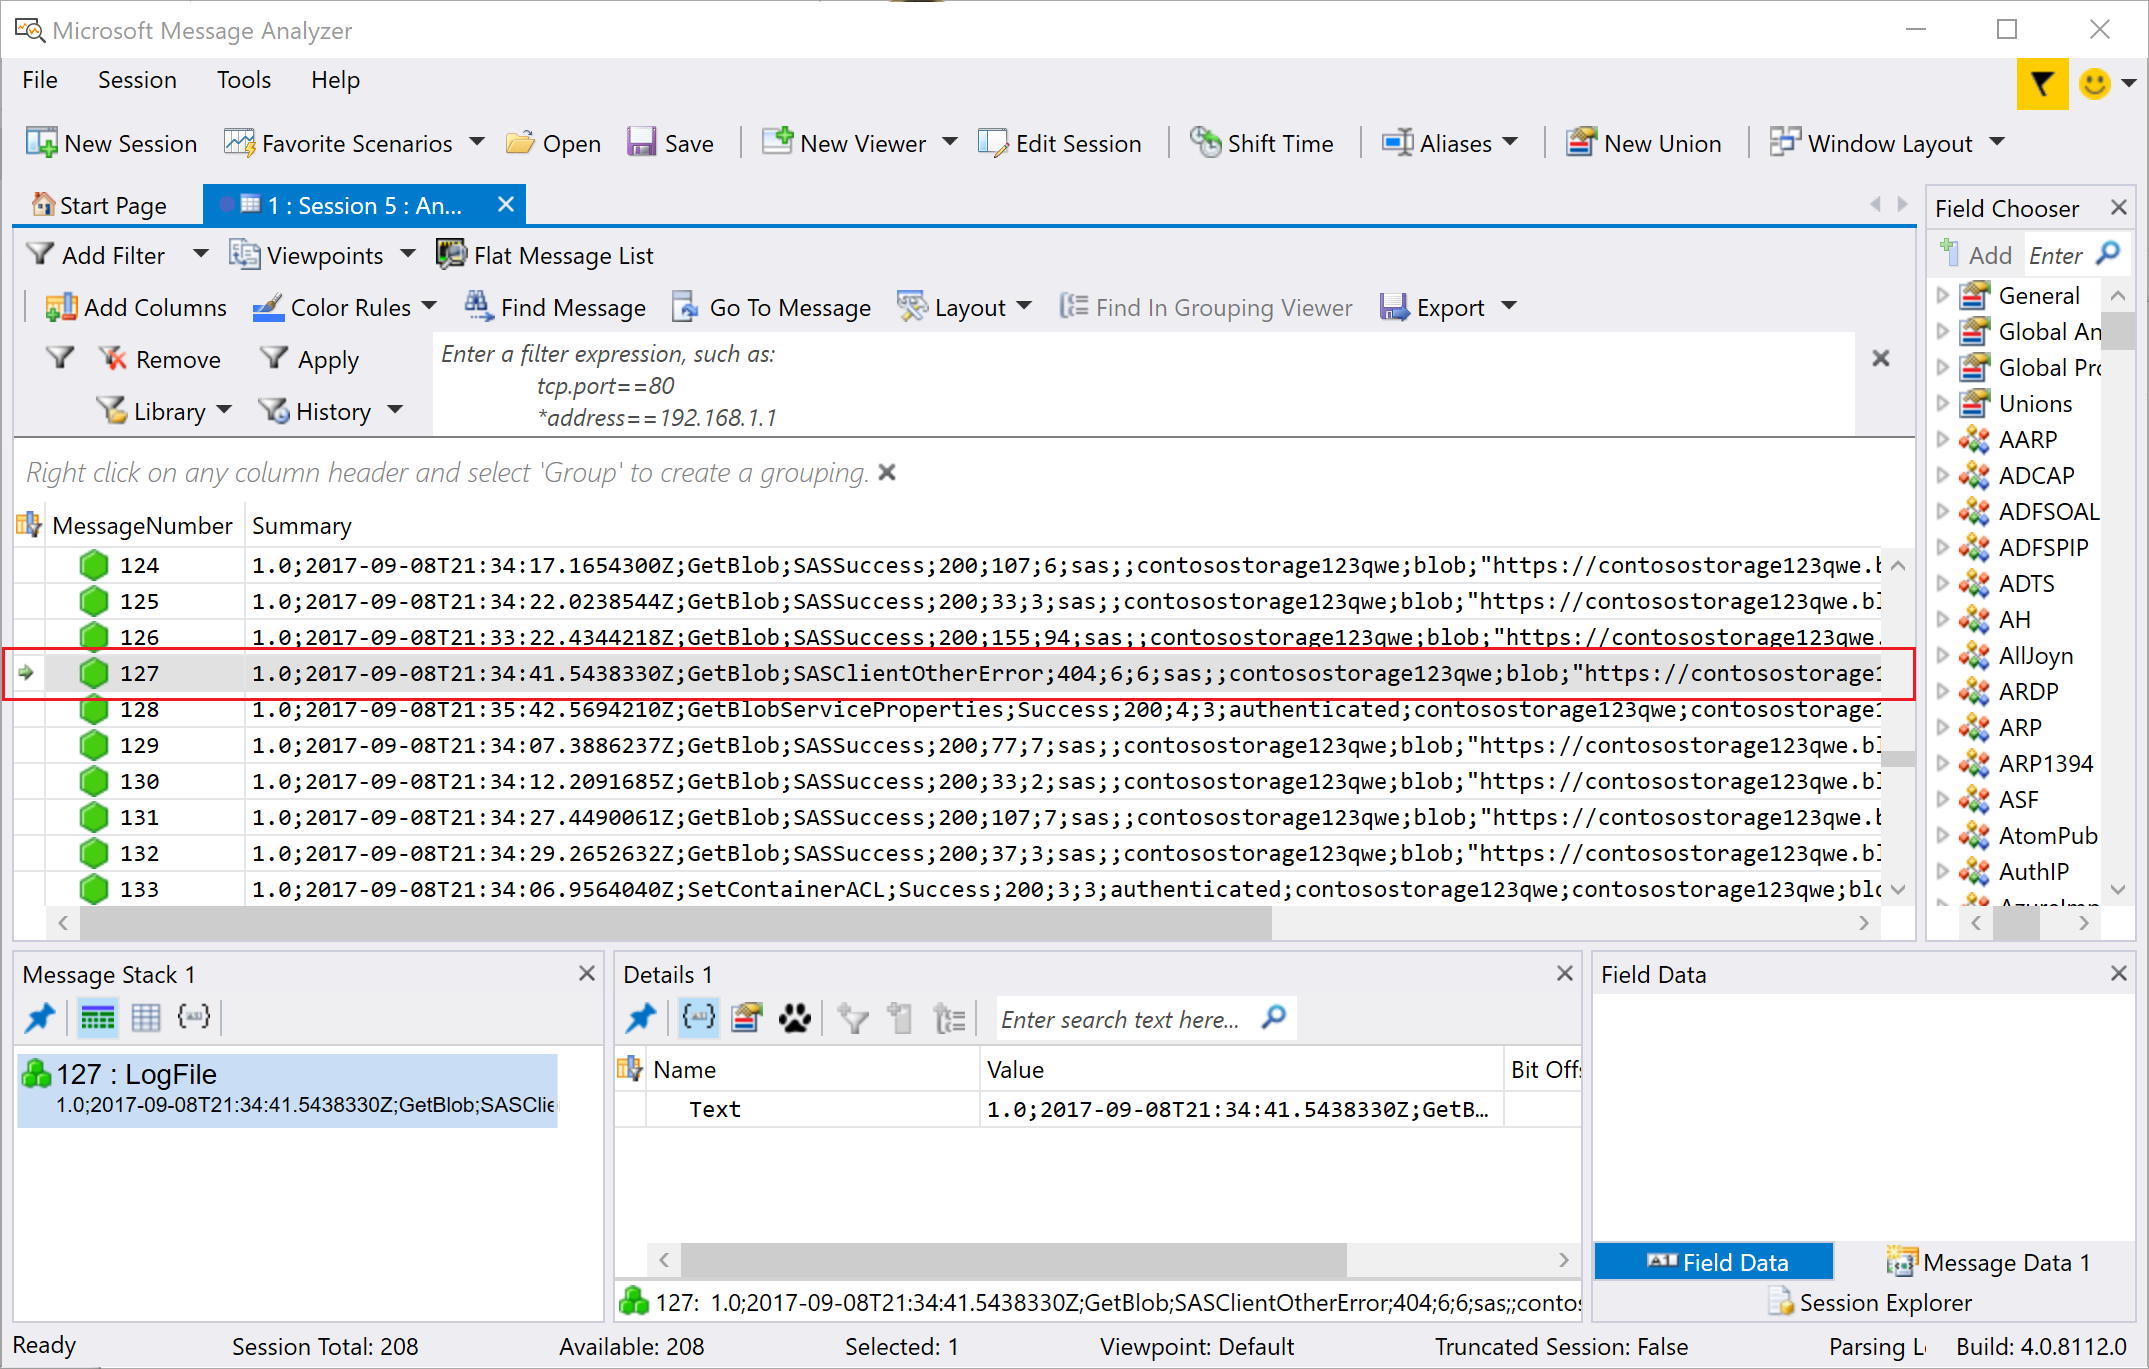 Microsoft Message Analyzer
File Session Tools Help
New Session Favorite Scenarios Open Save New Viewer Edit Session Shift Time Aliases New Union Window Layout
Start Page 1 : Session 5 : An...
Field Chooser
Add Filter Viewpoints Flat Message List
Add Enter
Add Columns Color Rules Find Message Go To Message Layout Find In Grouping Viewer Export
Remove Apply
Library History
Enter a filter expression, such as:
tcp.port==80
*address==192.168.1.1
Right click on any column header and select 'Group' to create a grouping.
MessageNumber Summary
124 1.0;2017-09-08T21:34:17.1654300Z;GetBlob;SASSuccess;200;107;6;sas;;contosostorage123qwe;blob;"https://contosostorage123qwe.b
125 1.0;2017-09-08T21:34:22.0238544Z;GetBlob;SASSuccess;200;33;3;sas;;contosostorage123qwe;blob;"https://contosostorage123qwe.bl
126 1.0;2017-09-08T21:33:22.4344218Z;GetBlob;SASSuccess;200;155;94;sas;;contosostorage123qwe;blob;"https://contosostorage123qwe.
127 1.0;2017-09-08T21:34:41.5438330Z;GetBlob;SASClientOtherError;404;6;6;sas;;contosostorage123qwe;blob;"https://contosostorage1
128 1.0;2017-09-08T21:35:42.5694210Z;GetBlobServiceProperties;Success;200;4;3;authenticated;contosostorage123qwe;contosostorage1
129 1.0;2017-09-08T21:34:07.3886237Z;GetBlob;SASSuccess;200;77;7;sas;;contosostorage123qwe;blob;"https://contosostorage123qwe.bl
130 1.0;2017-09-08T21:34:12.2091685Z;GetBlob;SASSuccess;200;33;2;sas;;contosostorage123qwe;blob;"https://contosostorage123qwe.bl
131 1.0;2017-09-08T21:34:27.4490061Z;GetBlob;SASSuccess;200;107;7;sas;;contosostorage123qwe;blob;"https://contosostorage123qwe.b
132 1.0;2017-09-08T21:34:29.2652632Z;GetBlob;SASSuccess;200;37;3;sas;;contosostorage123qwe;blob;"https://contosostorage123qwe.bl
133 1.0;2017-09-08T21:34:06.9564040Z;SetContainerACL;Success;200;3;3;authenticated;contosostorage123qwe;contosostorage123qwe;blo
General
Global An
Global Pro
Unions
AARP
ADCAP
ADFSOAL
ADFSPIP
ADTS
AH
AllJoyn
ARDP
ARP
ARP1394
ASF
AtomPub
AuthIP
Message Stack 1
127 : LogFile
1.0;2017-09-08T21:34:41.5438330Z;GetBlob;SASClie
Details 1
Enter search text here...
Name Value Bit Offs
Text 1.0;2017-09-08T21:34:41.5438330Z;GetB...
127: 1.0;2017-09-08T21:34:41.5438330Z;GetBlob;SASClientOtherError;404;6;6;sas;;contos
Field Data
Field Data Message Data 1
Session Explorer
Ready Session Total: 208 Available: 208 Selected: 1 Viewpoint: Default Truncated Session: False Parsing L Build: 4.0.8112.0